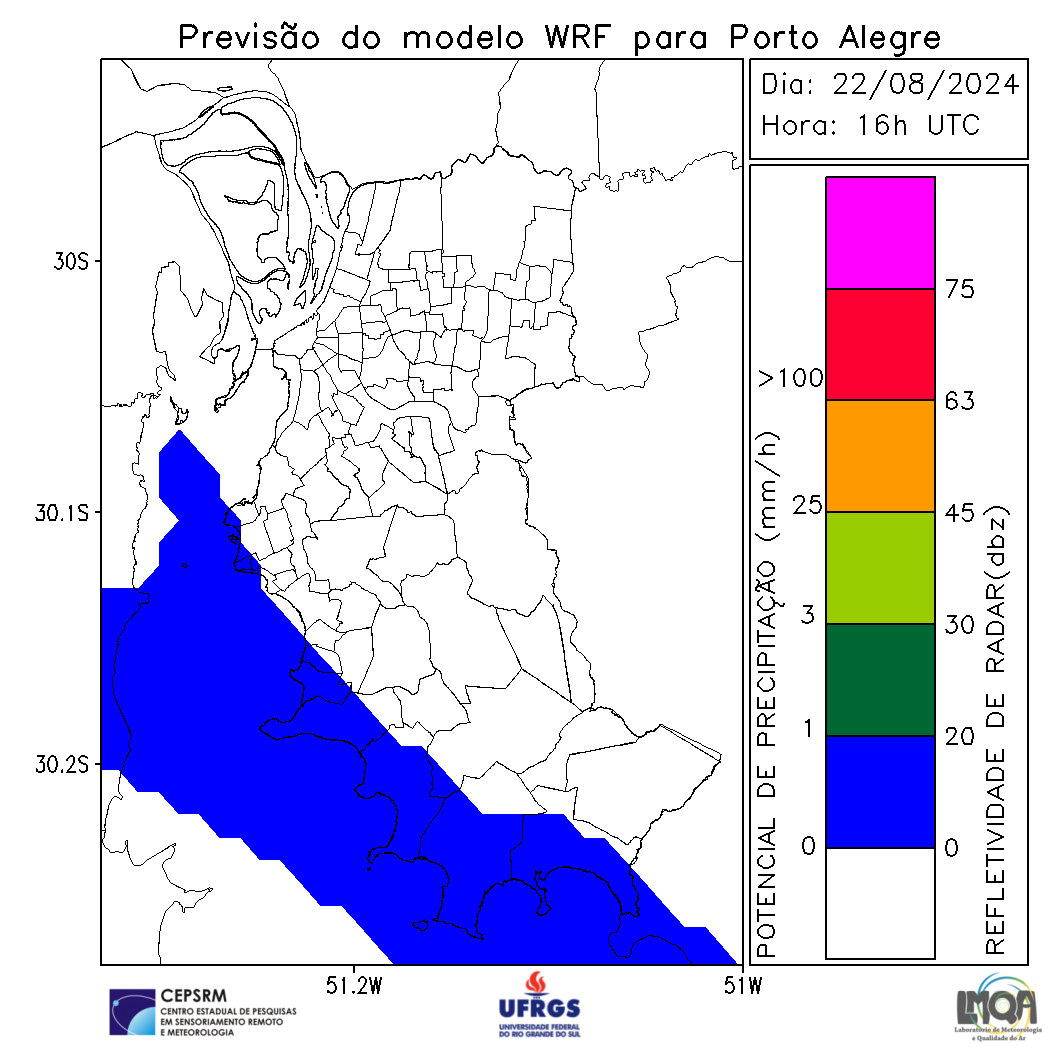 Previsão do modelo WRF para Porto Alegre
Dia: 22/08/2024
Hora: 16h UTC
30S
30.1S
30.2S
51.2W
51W
POTENCIAL DE PRECIPITAÇÃO (mm/h)
>100
25
3
1
0
75
63
45
30
20
0
REFLETIVIDADE DE RADAR(dbz)
CEPSRM
CENTRO ESTADUAL DE PESQUISAS
EM SENSORIAMENTO REMOTO
E METEOROLOGIA
UFRGS
UNIVERSIDADE FEDERAL
DO RIO GRANDE DO SUL
LMQA
Laboratório de Meteorologia
e Qualidade do Ar